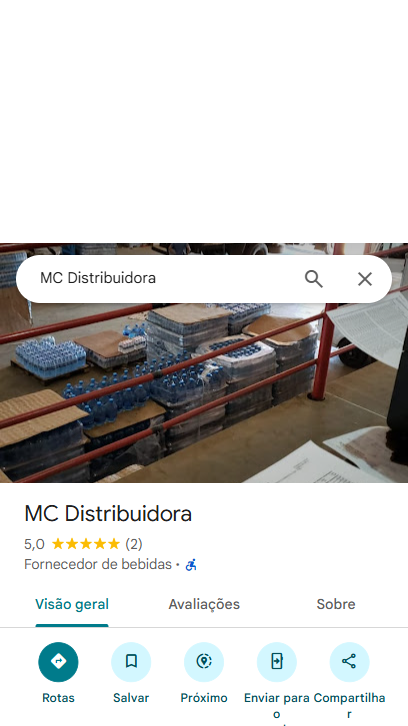 MC Distribuidora
MC Distribuidora
5,0 (2)
Fornecedor de bebidas ·
Visão geral Avaliações Sobre
Rotas Salvar Próximo Enviar para o Compartilhar